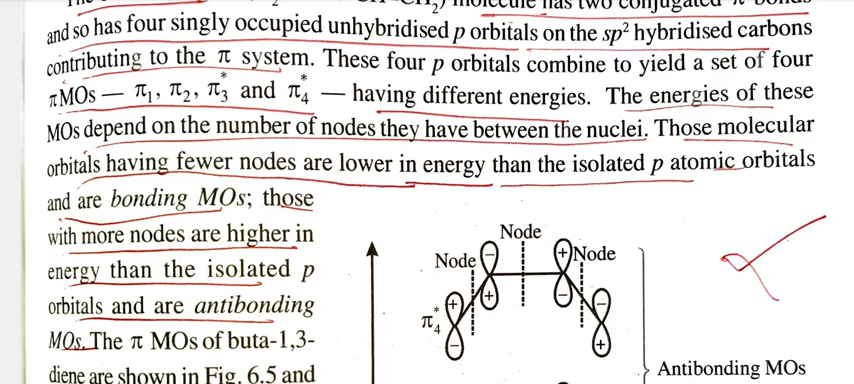 molecule has two conjugated π bonds
and so has four singly occupied unhybridised p orbitals on the sp² hybridised carbons
contributing to the π system. These four p orbitals combine to yield a set of four
πMOs — π₁, π₂, π₃* and π₄* — having different energies. The energies of these
MOs depend on the number of nodes they have between the nuclei. Those molecular
orbitals having fewer nodes are lower in energy than the isolated p atomic orbitals
and are bonding MOs; those
with more nodes are higher in
energy than the isolated p
orbitals and are antibonding
MOs. The π MOs of buta-1,3-
diene are shown in Fig. 6.5 and
Node
Node
Node
− +
+ −
+ −
− +
π₄*
Antibonding MOs